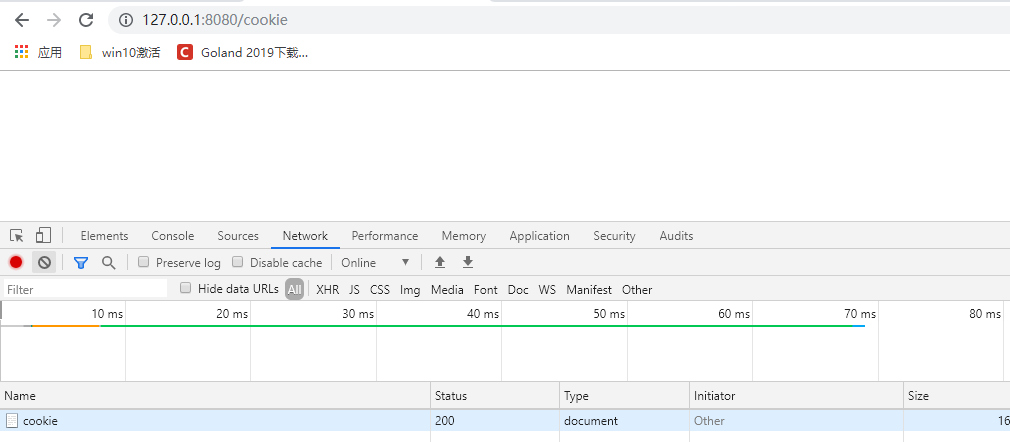 127.0.0.1:8080/cookie
应用 win10激活 Goland 2019下载...
Elements Console Sources Network Performance Memory Application Security Audits
Preserve log Disable cache Online
Filter Hide data URLs All XHR JS CSS Img Media Font Doc WS Manifest Other
10 ms 20 ms 30 ms 40 ms 50 ms 60 ms 70 ms 80 ms
Name Status Type Initiator Size
cookie 200 document Other 16